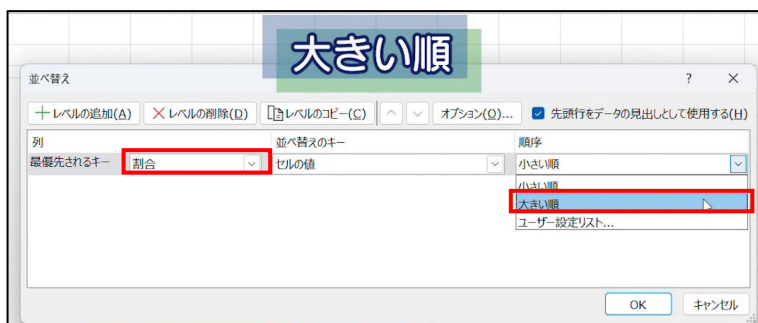 大きい順
並べ替え ? ×
レベルの追加(A) レベルの削除(D) レベルのコピー(C) オプション(O)... 先頭行をデータの見出しとして使用する(H)
列 並べ替えのキー 順序
最優先されるキー 割合 セルの値 小さい順
小さい順
大きい順
ユーザー設定リスト...
OK キャンセル